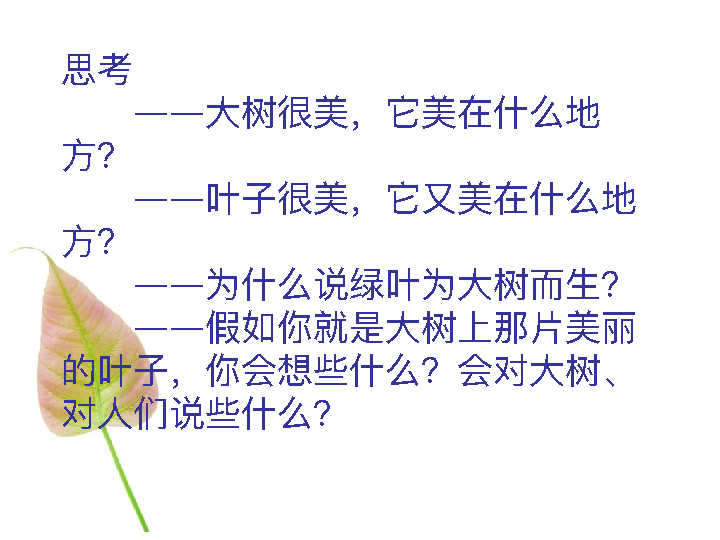 思考
——大树很美，它美在什么地
方？
——叶子很美，它又美在什么地
方？
——为什么说绿叶为大树而生？
——假如你就是大树上那片美丽
的叶子，你会想些什么？会对大树、
对人们说些什么？